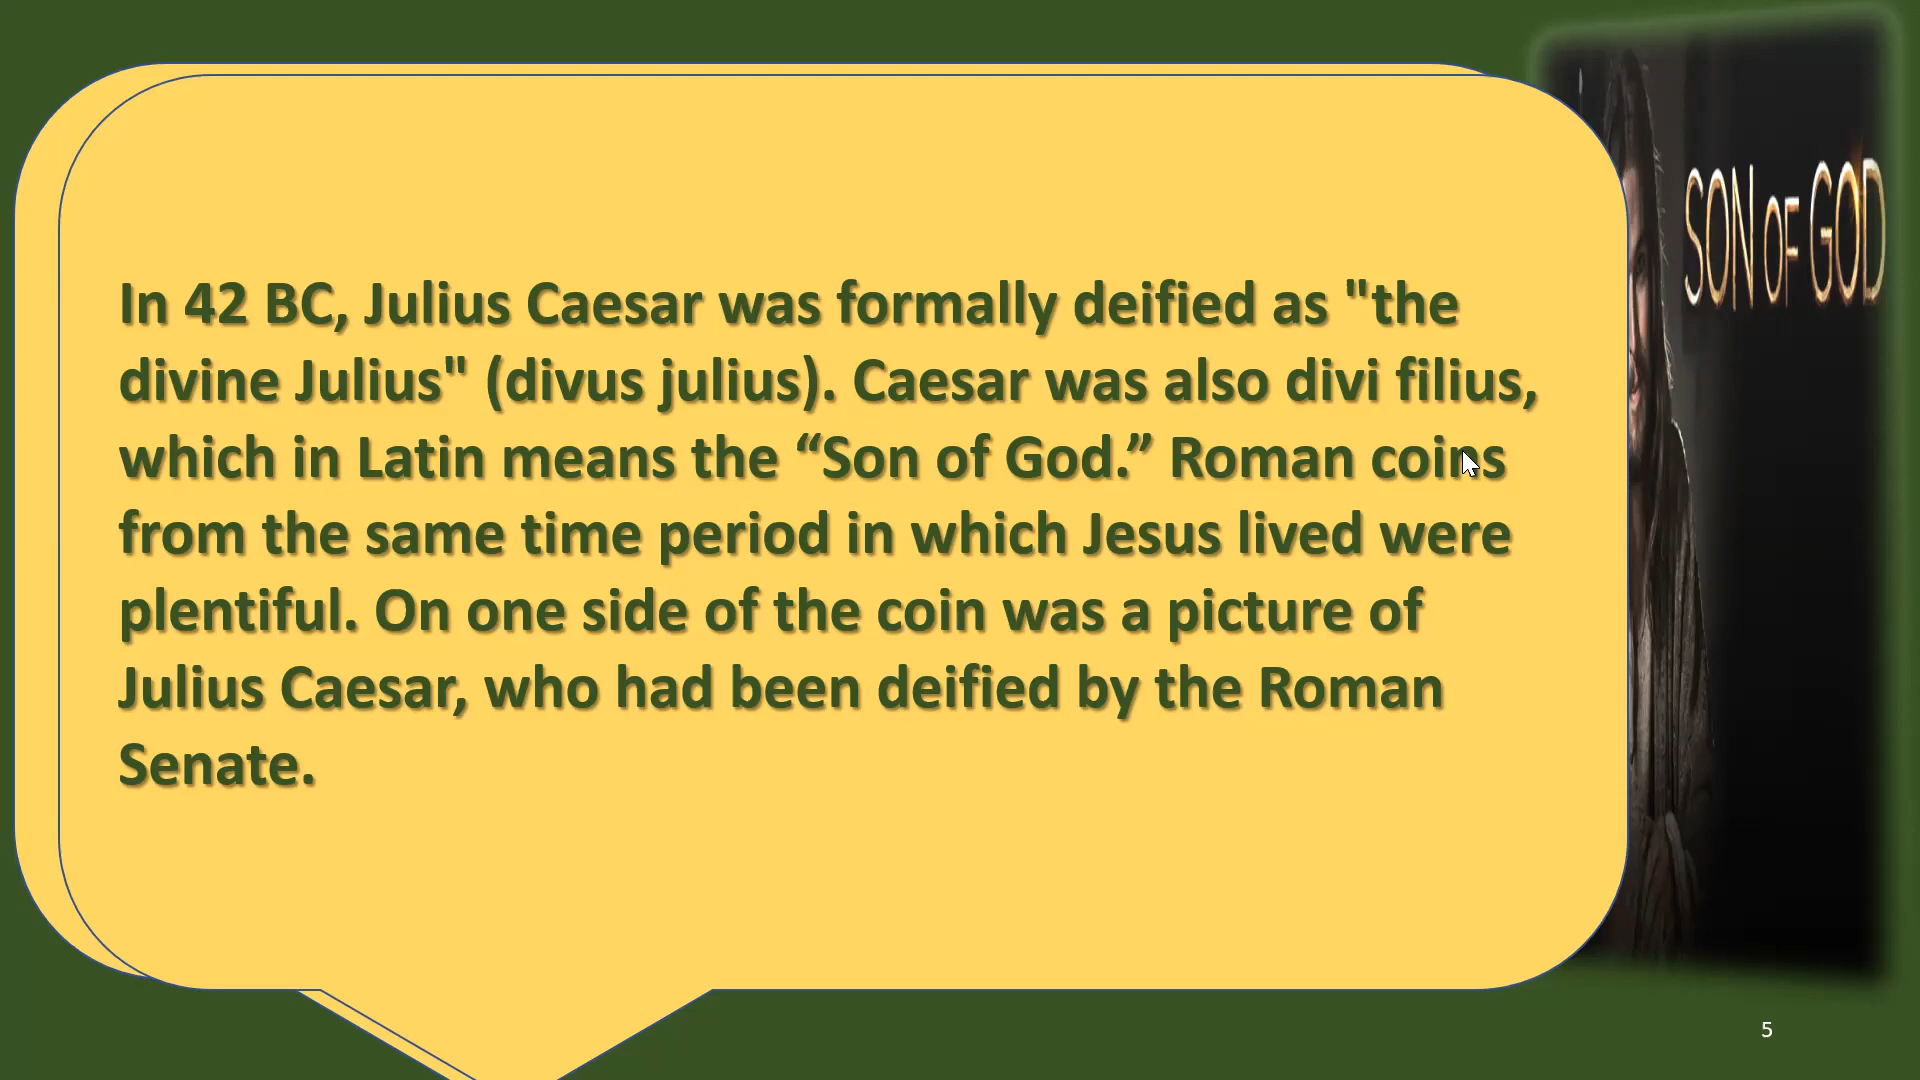 In 42 BC, Julius Caesar was formally deified as "the
divine Julius" (divus julius). Caesar was also divi filius,
which in Latin means the “Son of God.” Roman coins
from the same time period in which Jesus lived were
plentiful. On one side of the coin was a picture of
Julius Caesar, who had been deified by the Roman
Senate.
SON OF GOD
5